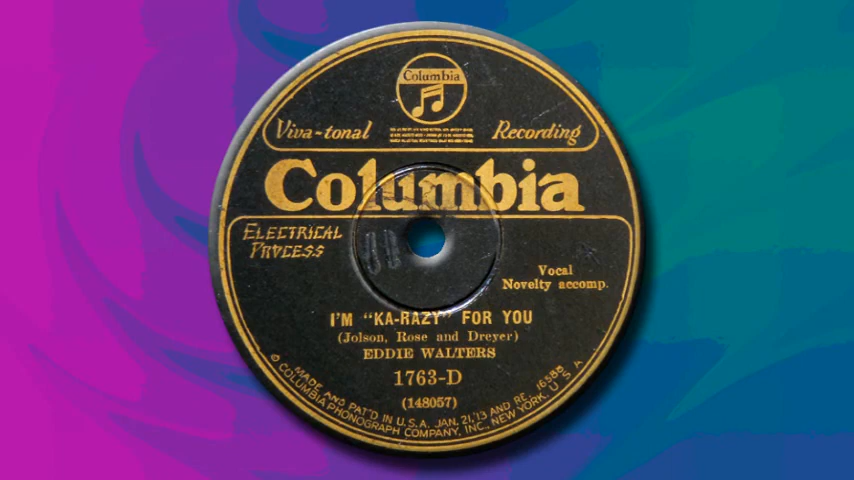 Columbia
Viva-tonal Recording
Columbia
ELECTRICAL
PROCESS
Vocal
Novelty accomp.
I'M "KA-RAZY" FOR YOU
(Jolson, Rose and Dreyer)
EDDIE WALTERS
1763-D
(148057)
MADE AND PAT'D IN U.S.A. JAN. 21,'13 AND RE. 16588
© COLUMBIA PHONOGRAPH COMPANY, INC., NEW YORK, U.S.A.